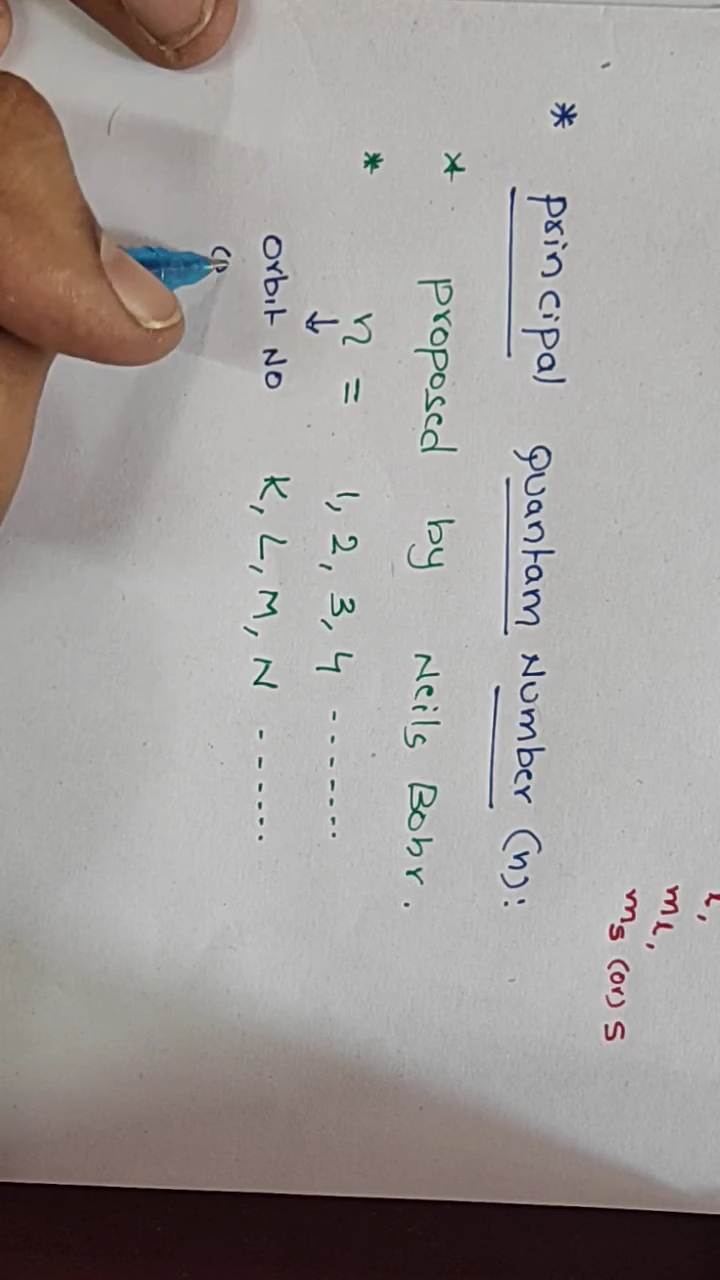 mℓ,
ms (or) s
* Principal Quantam Number (n):
* Proposed by Neils Bohr.
* n = 1, 2, 3, 4 -------
↓
Orbit No K, L, M, N -------